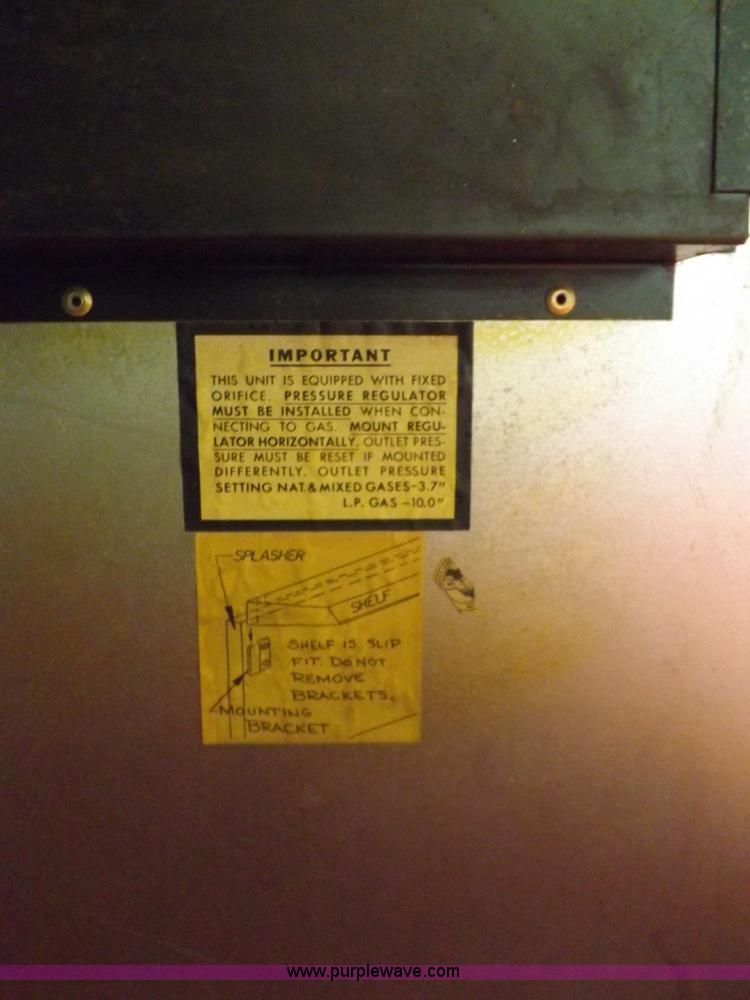 IMPORTANT
THIS UNIT IS EQUIPPED WITH FIXED
ORIFICE. PRESSURE REGULATOR
MUST BE INSTALLED WHEN CON-
NECTING TO GAS. MOUNT REGU-
LATOR HORIZONTALLY. OUTLET PRES-
SURE MUST BE RESET IF MOUNTED
DIFFERENTLY. OUTLET PRESSURE
SETTING NAT. & MIXED GASES-3.7"
L.P. GAS -10.0"
SPLASHER
SHELF
SHELF IS SLIP
FIT. DO NOT
REMOVE
BRACKETS.
MOUNTING
BRACKET
www.purplewave.com